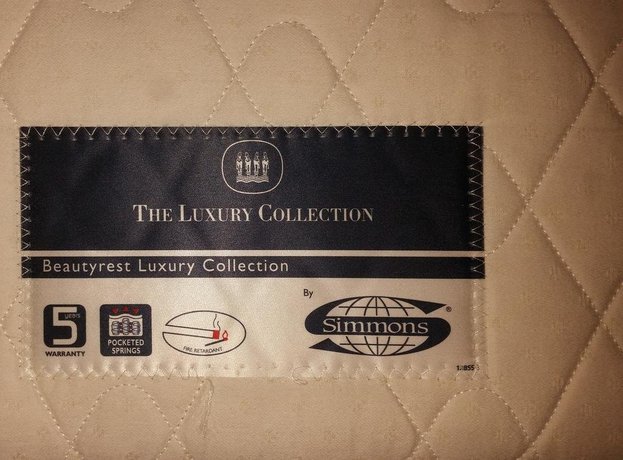 THE LUXURY COLLECTION
Beautyrest Luxury Collection
5 years
WARRANTY
POCKETED
SPRINGS
FIRE RETARDANT
By
Simmons ®